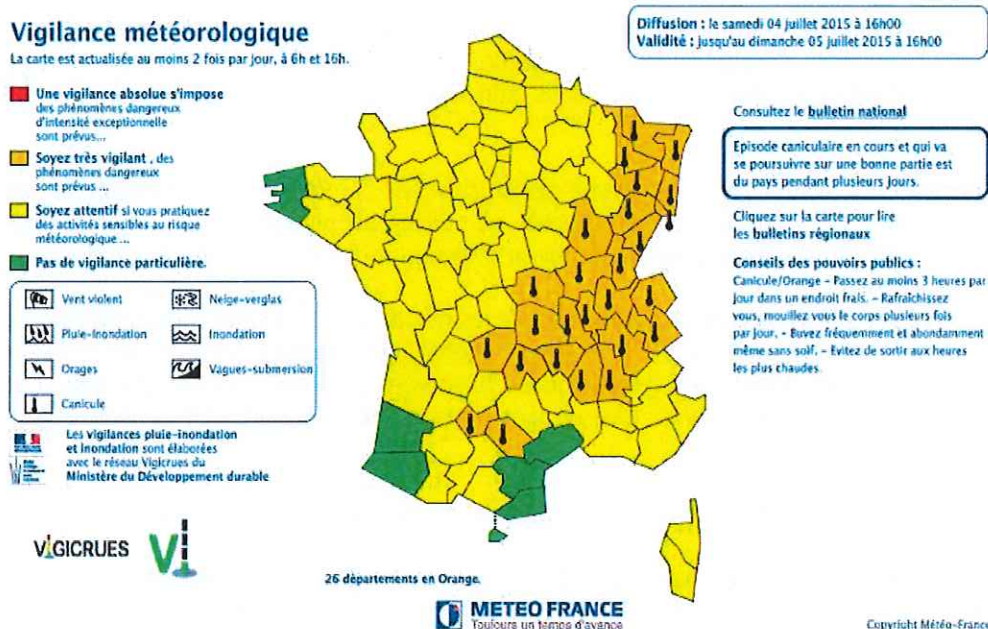 Vigilance météorologique
La carte est actualisée au moins 2 fois par jour, à 6h et 16h.
Une vigilance absolue s'impose
des phénomènes dangereux
d'intensité exceptionnelle
sont prévus...
Soyez très vigilant , des
phénomènes dangereux
sont prévus ...
Soyez attentif si vous pratiquez
des activités sensibles au risque
météorologique ...
Pas de vigilance particulière.
Vent violent
Neige-verglas
Pluie-Inondation
Inondation
Orages
Vagues-submersion
Canicule
Les vigilances pluie-inondation
et inondation sont élaborées
avec le réseau Vigicrues du
Ministère du Développement durable
VIGICRUES
Vi
Diffusion : le samedi 04 juillet 2015 à 16h00
Validité : jusqu'au dimanche 05 juillet 2015 à 16h00
Consultez le bulletin national
Episode caniculaire en cours et qui va
se poursuivre sur une bonne partie est
du pays pendant plusieurs jours.
Cliquez sur la carte pour lire
les bulletins régionaux
Conseils des pouvoirs publics :
Canicule/Orange - Passez au moins 3 heures par
jour dans un endroit frais. - Rafraîchissez
vous, mouillez vous le corps plusieurs fois
par jour. - Buvez fréquemment et abondamment
même sans soif. - Evitez de sortir aux heures
les plus chaudes.
26 départements en Orange.
METEO FRANCE
Toujours un temps d'avance
Copyright Météo-France